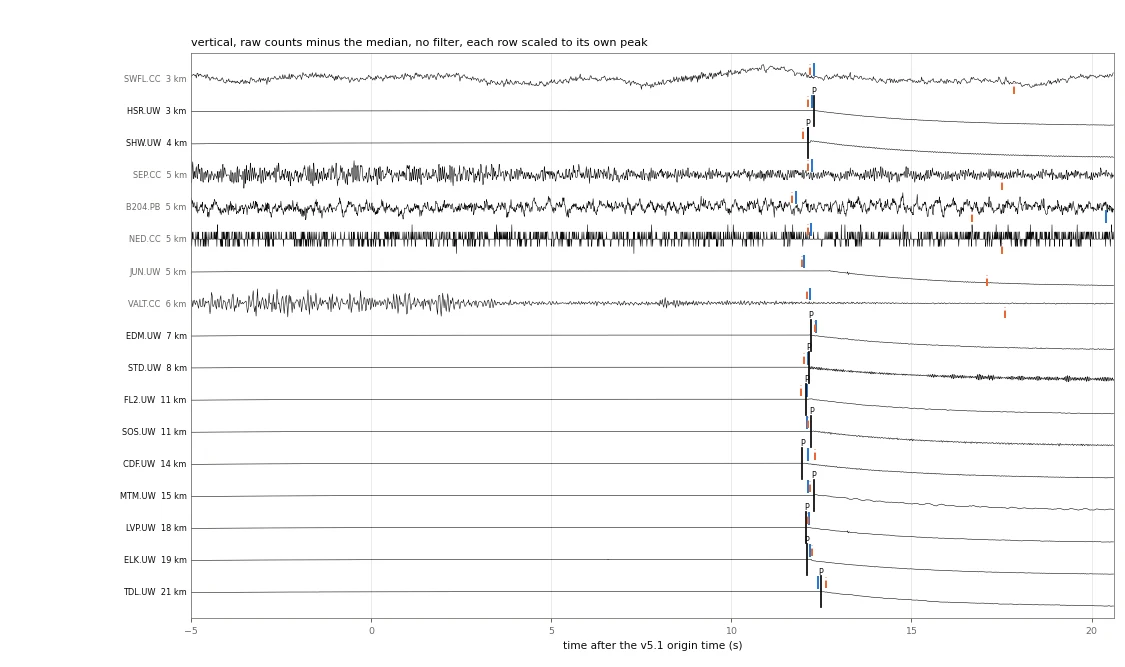 vertical, raw counts minus the median, no filter, each row scaled to its own peak
SWFL.CC 3 km
P
HSR.UW 3 km
P
SHW.UW 4 km
SEP.CC 5 km
B204.PB 5 km
NED.CC 5 km
JUN.UW 5 km
VALT.CC 6 km
P
EDM.UW 7 km
P
STD.UW 8 km
P
FL2.UW 11 km
P
SOS.UW 11 km
P
CDF.UW 14 km
P
MTM.UW 15 km
P
LVP.UW 18 km
P
ELK.UW 19 km
P
TDL.UW 21 km
−5 0 5 10 15 20
time after the v5.1 origin time (s)